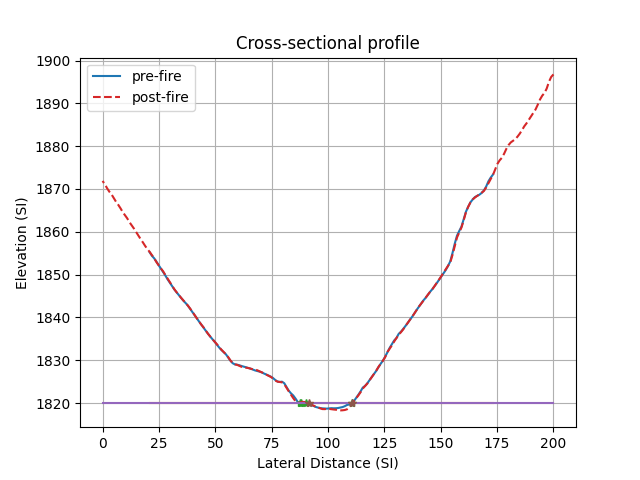 Cross-sectional profile
pre-fire
post-fire
1900
1890
1880
1870
1860
1850
1840
1830
1820
Elevation (SI)
0 25 50 75 100 125 150 175 200
Lateral Distance (SI)